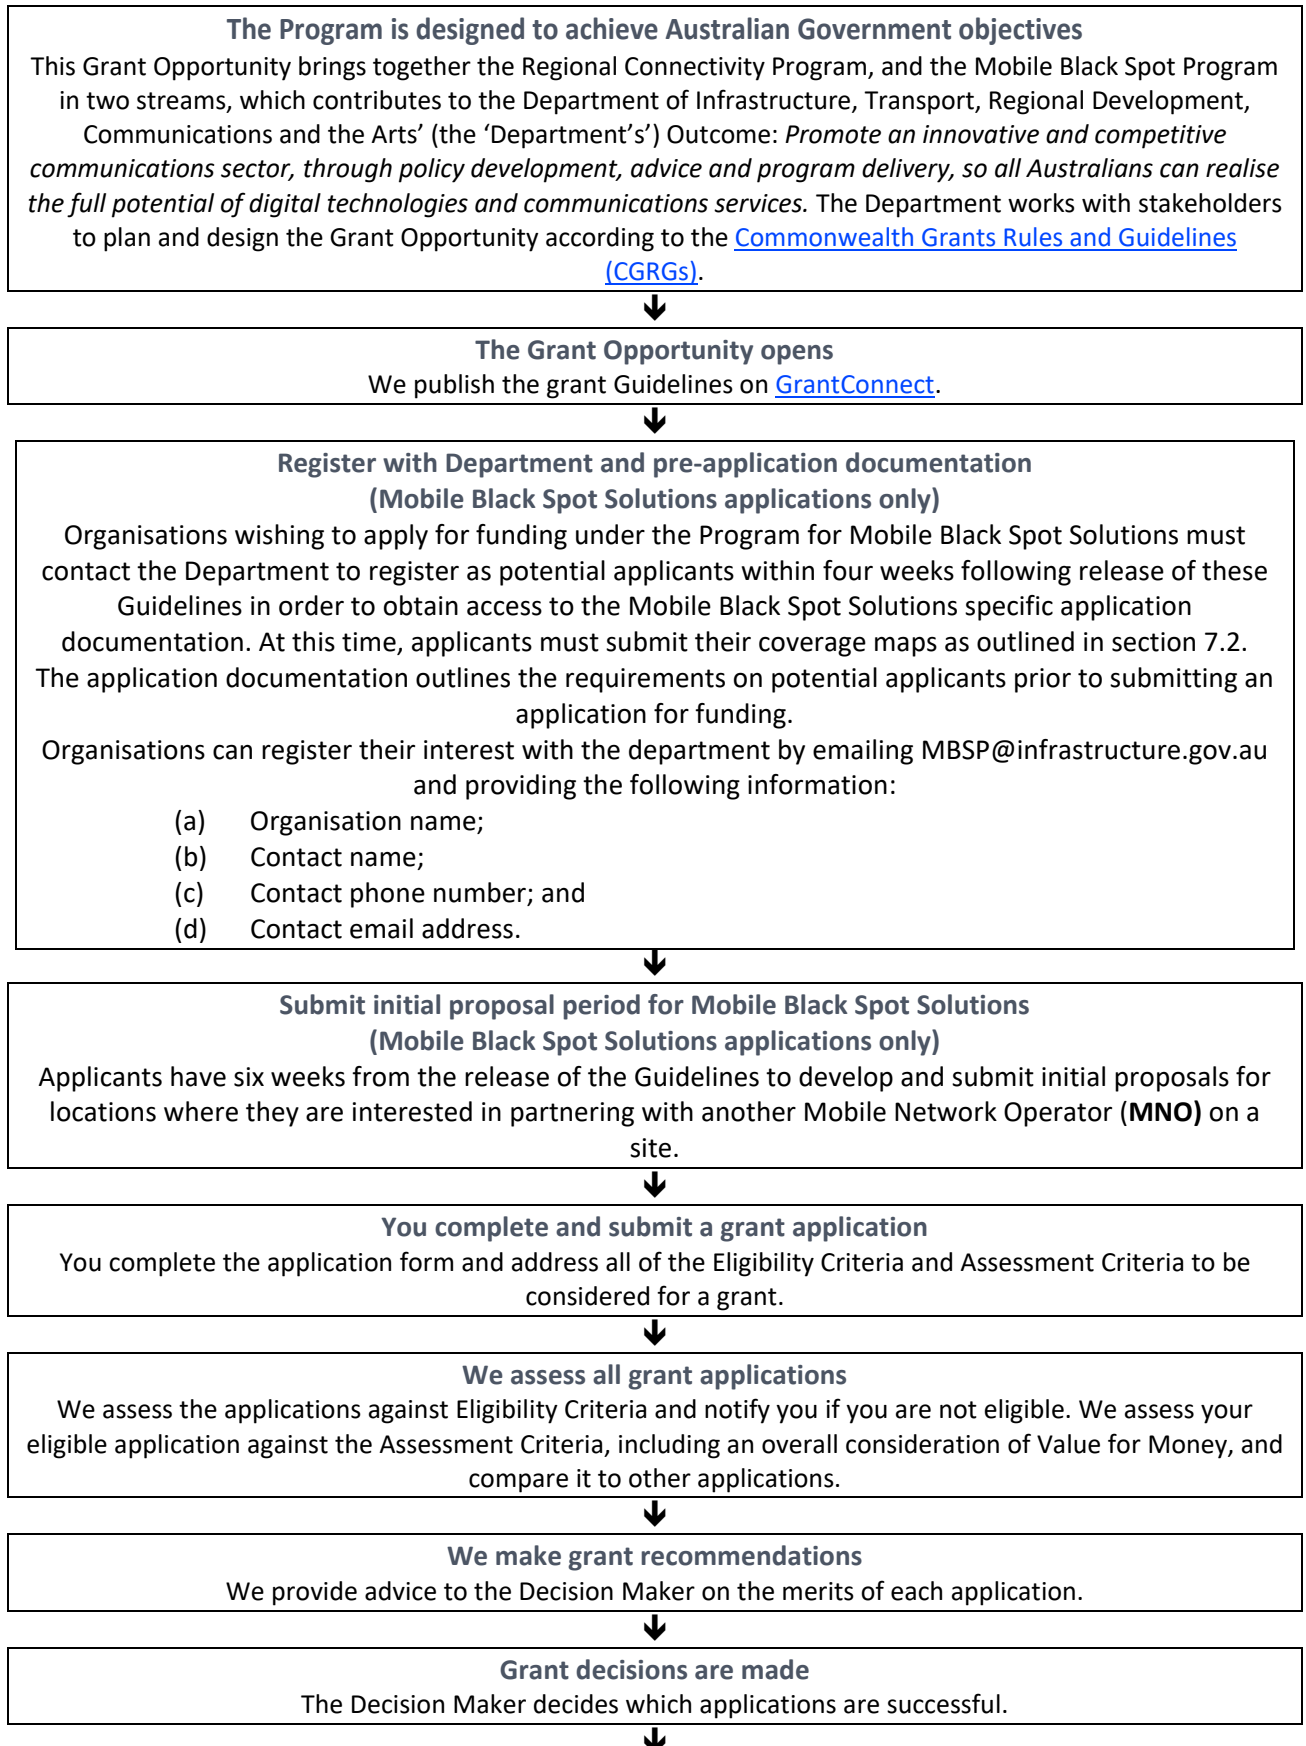 The Program is designed to achieve Australian Government objectives
This Grant Opportunity brings together the Regional Connectivity Program, and the Mobile Black Spot Program
in two streams, which contributes to the Department of Infrastructure, Transport, Regional Development,
Communications and the Arts’ (the ‘Department’s’) Outcome: Promote an innovative and competitive
communications sector, through policy development, advice and program delivery, so all Australians can realise
the full potential of digital technologies and communications services. The Department works with stakeholders
to plan and design the Grant Opportunity according to the Commonwealth Grants Rules and Guidelines
(CGRGs).
The Grant Opportunity opens
We publish the grant Guidelines on GrantConnect.
Register with Department and pre-application documentation
(Mobile Black Spot Solutions applications only)
Organisations wishing to apply for funding under the Program for Mobile Black Spot Solutions must
contact the Department to register as potential applicants within four weeks following release of these
Guidelines in order to obtain access to the Mobile Black Spot Solutions specific application
documentation. At this time, applicants must submit their coverage maps as outlined in section 7.2.
The application documentation outlines the requirements on potential applicants prior to submitting an
application for funding.
Organisations can register their interest with the department by emailing MBSP@infrastructure.gov.au
and providing the following information:
(a) Organisation name;
(b) Contact name;
(c) Contact phone number; and
(d) Contact email address.
Submit initial proposal period for Mobile Black Spot Solutions
(Mobile Black Spot Solutions applications only)
Applicants have six weeks from the release of the Guidelines to develop and submit initial proposals for
locations where they are interested in partnering with another Mobile Network Operator (MNO) on a
site.
You complete and submit a grant application
You complete the application form and address all of the Eligibility Criteria and Assessment Criteria to be
considered for a grant.
We assess all grant applications
We assess the applications against Eligibility Criteria and notify you if you are not eligible. We assess your
eligible application against the Assessment Criteria, including an overall consideration of Value for Money, and
compare it to other applications.
We make grant recommendations
We provide advice to the Decision Maker on the merits of each application.
Grant decisions are made
The Decision Maker decides which applications are successful.